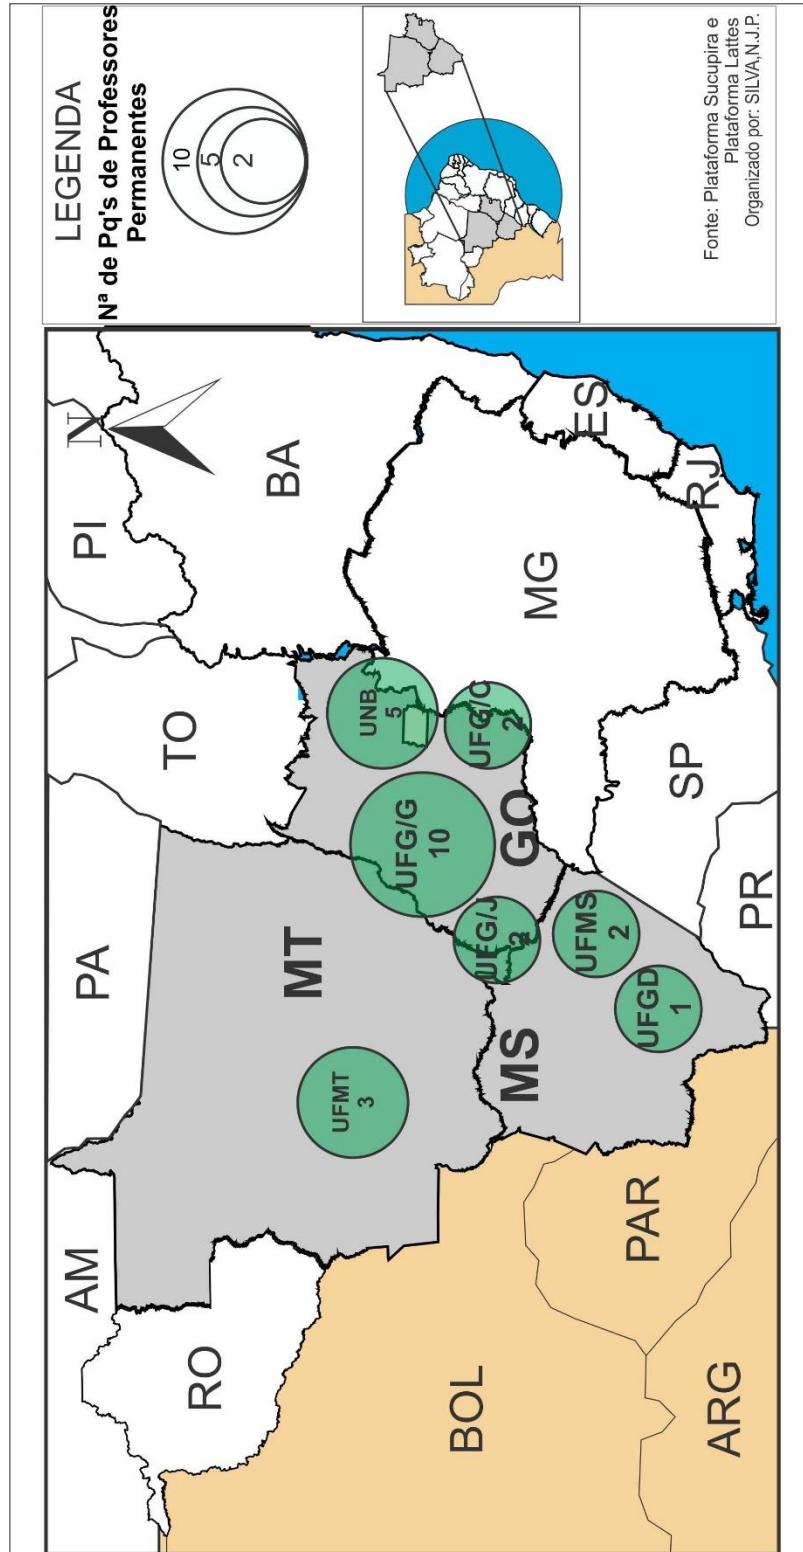 LEGENDA
Nª de Pq's de Professores
Permanentes
10
5
2
Fonte: Plataforma Sucupira e
Plataforma Lattes
Organizado por: SILVA,N.J.P.
N
AM
PA
TO
PI
BA
RO
MT
UFMT
3
UNB
5
UFG/G
10
UFG/C
2
GO
UFG/J
2
MS
UFMS
2
UFGD
1
MG
ES
RJ
SP
PR
BOL
PAR
ARG